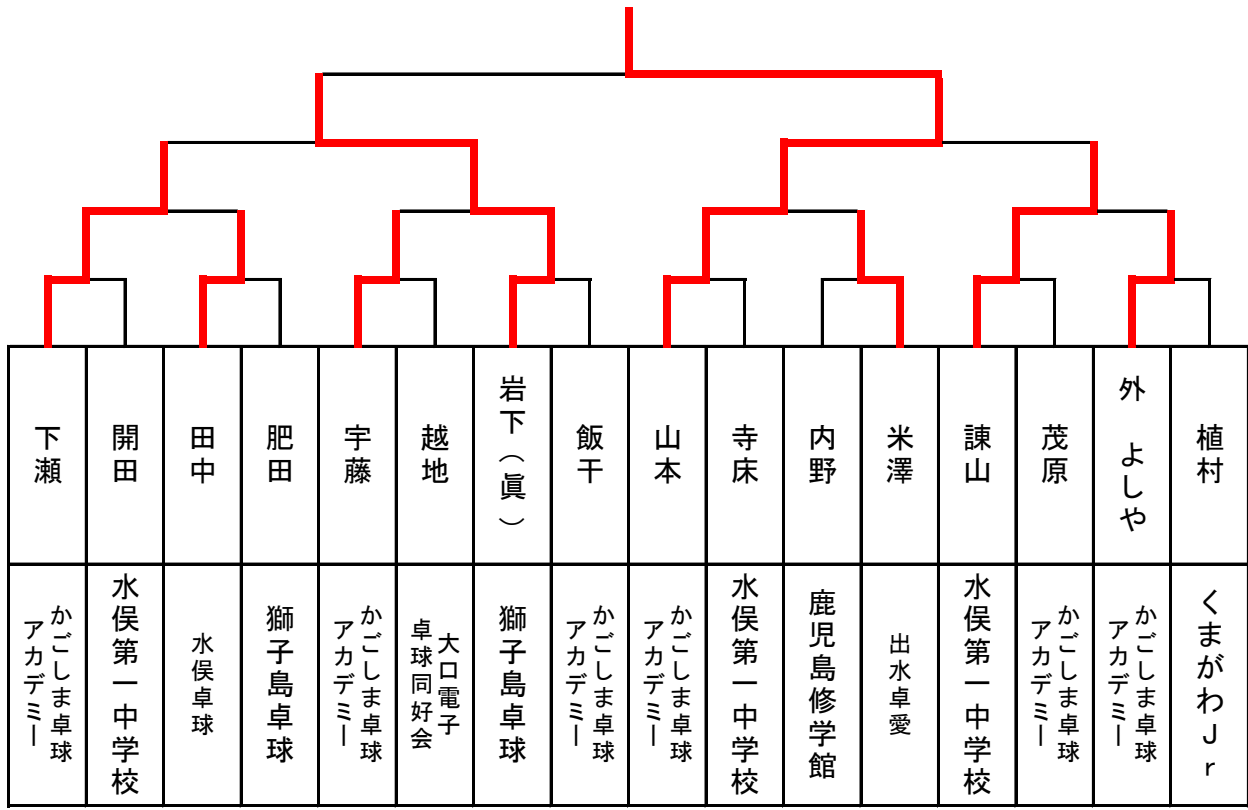 下瀬
開田
田中
肥田
宇藤
越地
岩下（眞）
飯干
山本
寺床
内野
米澤
諌山
茂原
外 よしや
植村
かごしま卓球
アカデミー
水俣第一中学校
水俣卓球
獅子島卓球
かごしま卓球
アカデミー
大口電子
卓球同好会
獅子島卓球
かごしま卓球
アカデミー
かごしま卓球
アカデミー
水俣第一中学校
鹿児島修学館
出水卓愛
水俣第一中学校
かごしま卓球
アカデミー
かごしま卓球
アカデミー
くまがわJr